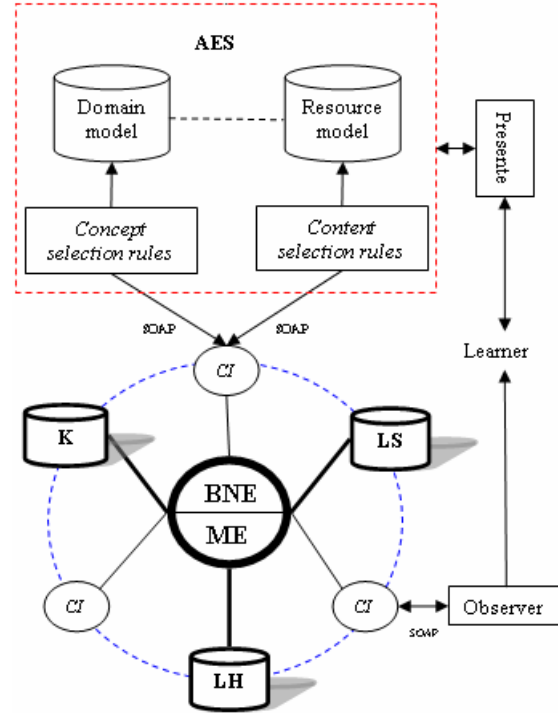 AES
Domain
model
Resource
model
Presente
Concept
selection rules
Content
selection rules
SOAP
SOAP
Learner
CI
K
LS
BNE
ME
CI
CI
SOAP
Observer
LH